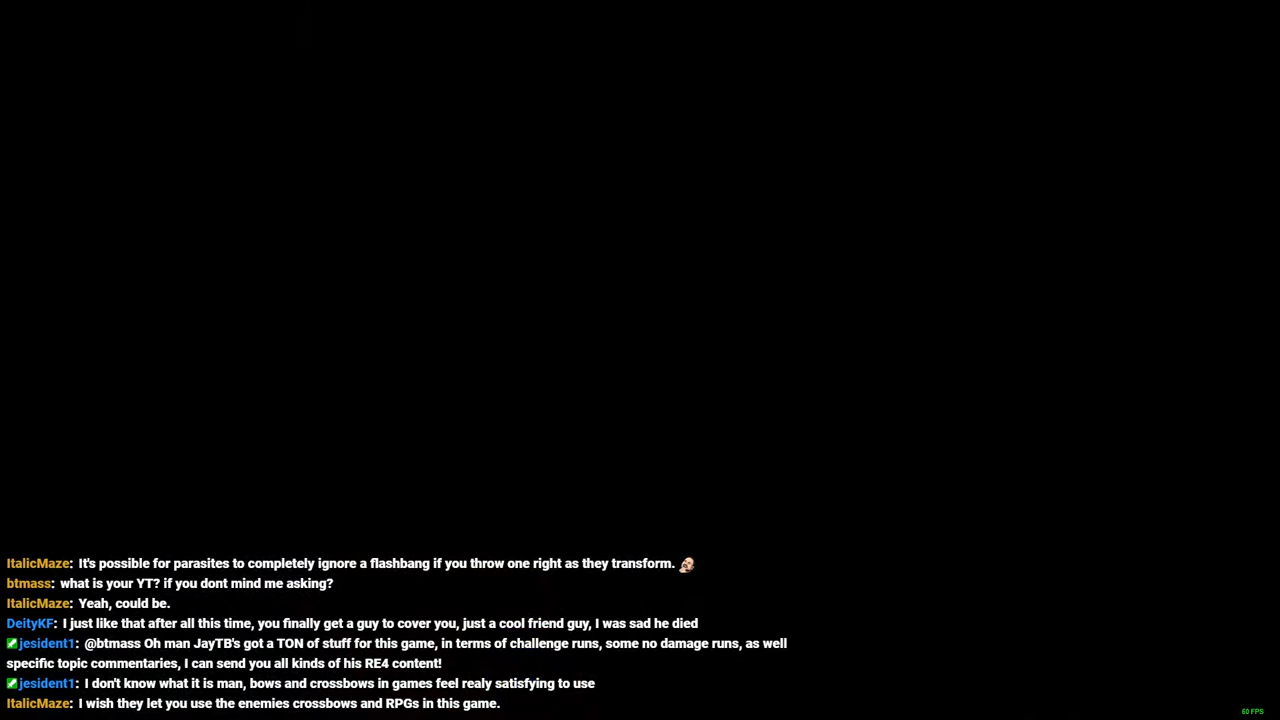 ItalicMaze: It's possible for parasites to completely ignore a flashbang if you throw one right as they transform.
btmass: what is your YT? if you dont mind me asking?
ItalicMaze: Yeah, could be.
DeityKF: I just like that after all this time, you finally get a guy to cover you, just a cool friend guy, I was sad he died
jesident1: @btmass Oh man JayTB's got a TON of stuff for this game, in terms of challenge runs, some no damage runs, as well
specific topic commentaries, I can send you all kinds of his RE4 content!
jesident1: I don't know what it is man, bows and crossbows in games feel realy satisfying to use
ItalicMaze: I wish they let you use the enemies crossbows and RPGs in this game.
60 FPS